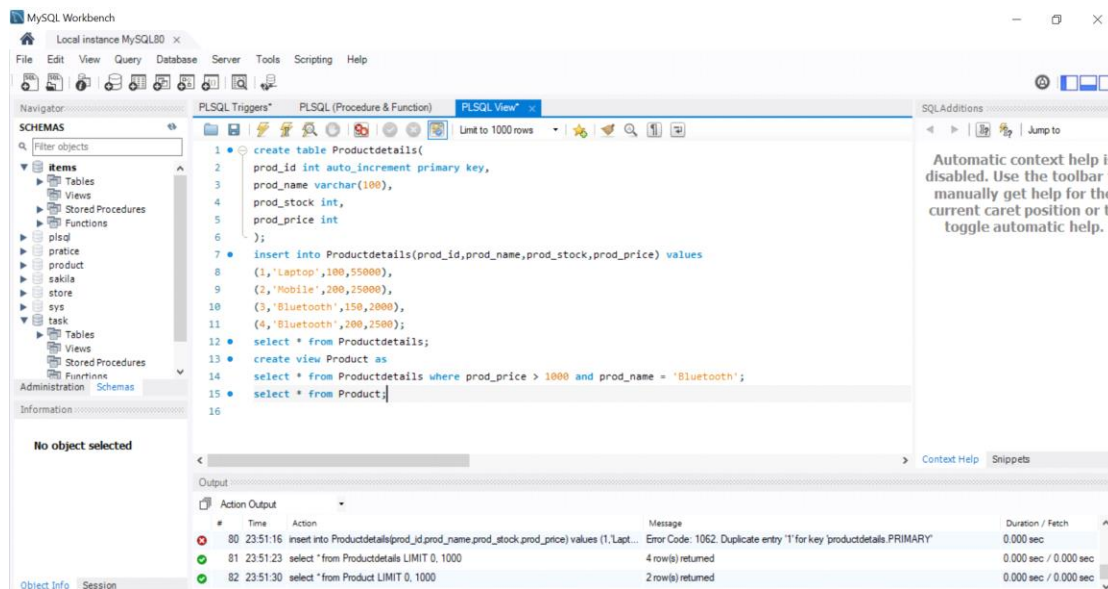 MySQL Workbench
Local instance MySQL80
File Edit View Query Database Server Tools Scripting Help
Navigator
SCHEMAS
Filter objects
items
Tables
Views
Stored Procedures
Functions
plsql
pratice
product
sakila
store
sys
task
Tables
Views
Stored Procedures
Functions
Administration Schemas
Information
No object selected
Object Info Session
PLSQL Triggers* PLSQL (Procedure & Function) PLSQL View*
Limit to 1000 rows
1 create table Productdetails(
2 prod_id int auto_increment primary key,
3 prod_name varchar(100),
4 prod_stock int,
5 prod_price int
6 );
7 insert into Productdetails(prod_id,prod_name,prod_stock,prod_price) values
8 (1,'Laptop',100,55000),
9 (2,'Mobile',200,25000),
10 (3,'Bluetooth',150,2000),
11 (4,'Bluetooth',200,2500);
12 select * from Productdetails;
13 create view Product as
14 select * from Productdetails where prod_price > 1000 and prod_name = 'Bluetooth';
15 select * from Product;
16
SQLAdditions
Jump to
Automatic context help i
disabled. Use the toolbar
manually get help for the
current caret position or t
toggle automatic help.
Context Help Snippets
Output
Action Output
# Time Action Message Duration / Fetch
80 23:51:16 insert into Productdetails(prod_id,prod_name,prod_stock,prod_price) values (1,'Lapt... Error Code: 1062. Duplicate entry '1' for key 'productdetails.PRIMARY' 0.000 sec
81 23:51:23 select * from Productdetails LIMIT 0, 1000 4 row(s) returned 0.000 sec / 0.000 sec
82 23:51:30 select * from Product LIMIT 0, 1000 2 row(s) returned 0.000 sec / 0.000 sec